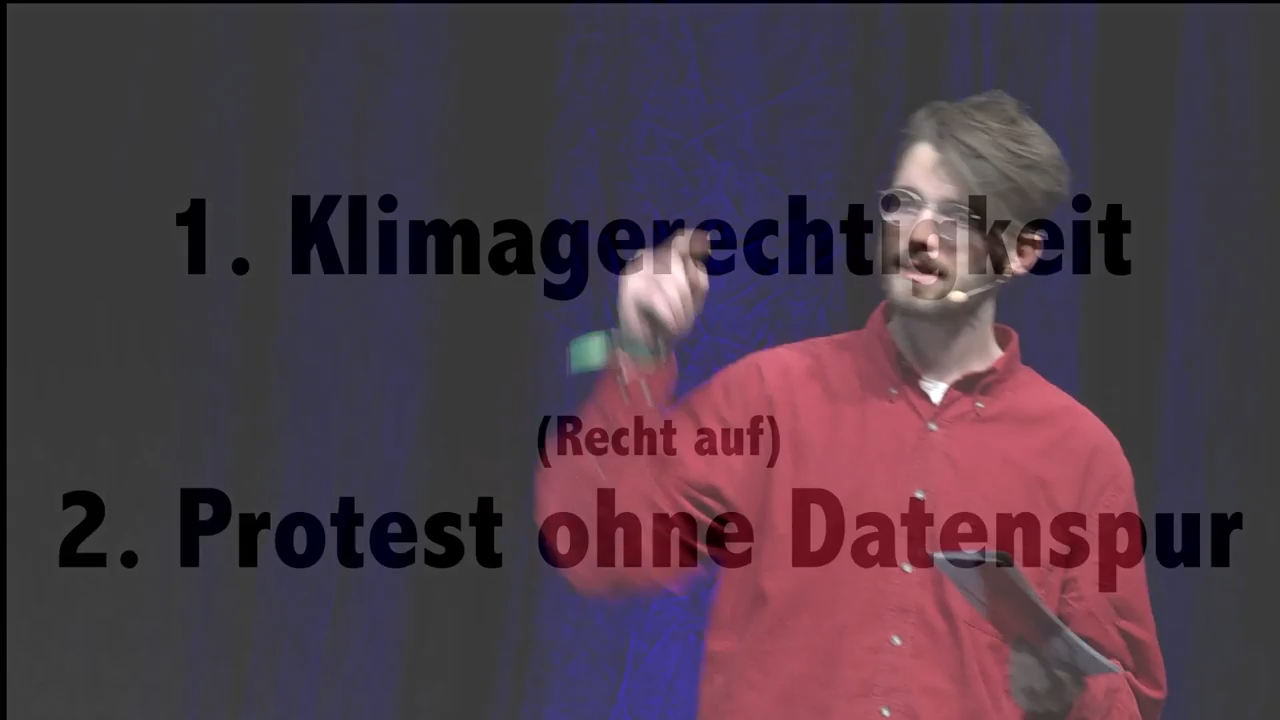 1. Klimagerechtigkeit
(Recht auf)
2. Protest ohne Datenspur